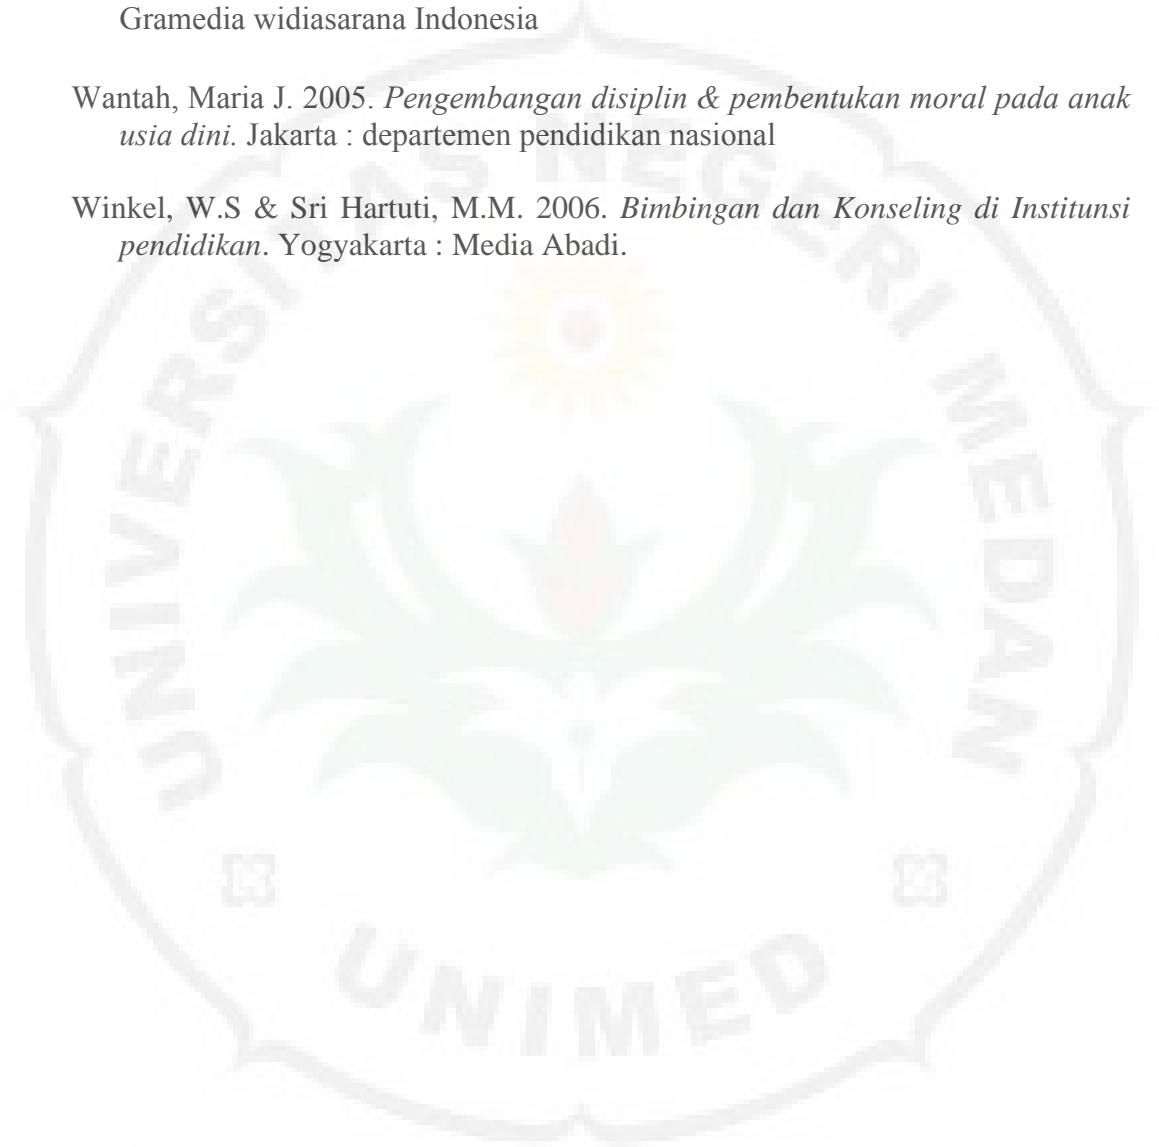 Gramedia widiasarana Indonesia
Wantah, Maria J. 2005. Pengembangan disiplin & pembentukan moral pada anak
usia dini. Jakarta : departemen pendidikan nasional
Winkel, W.S & Sri Hartuti, M.M. 2006. Bimbingan dan Konseling di Institunsi
pendidikan. Yogyakarta : Media Abadi.
UNIVERSITAS NEGERI MEDAN
UNIMED